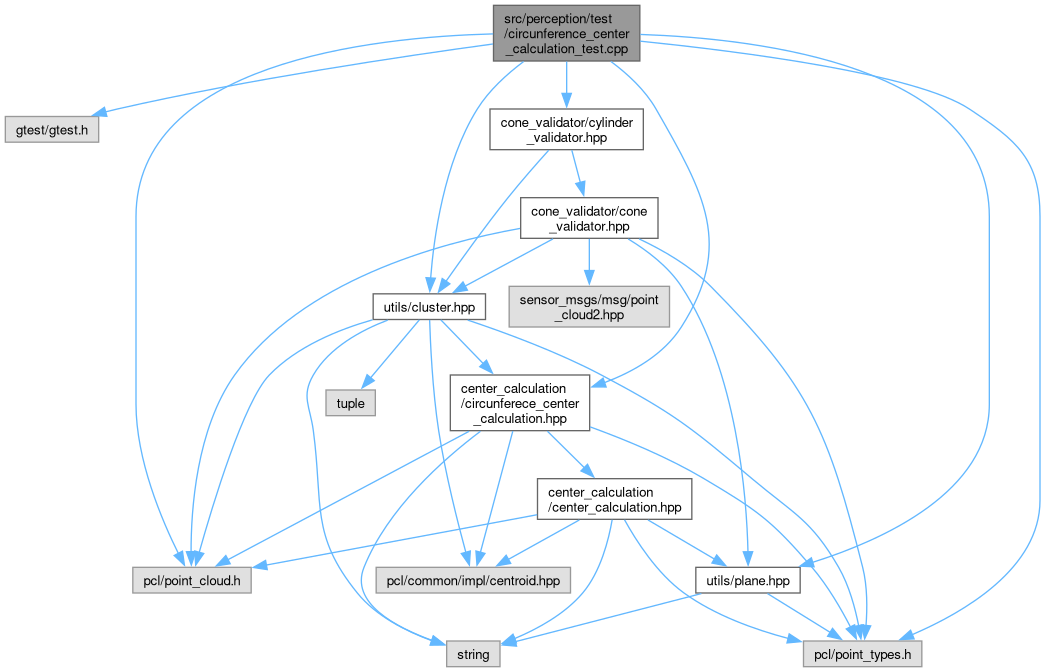 src/perception/test
/circunference_center
_calculation_test.cpp
gtest/gtest.h
cone_validator/cylinder
_validator.hpp
cone_validator/cone
_validator.hpp
utils/cluster.hpp
sensor_msgs/msg/point
_cloud2.hpp
tuple
center_calculation
/circunferece_center
_calculation.hpp
center_calculation
/center_calculation.hpp
pcl/point_cloud.h
pcl/common/impl/centroid.hpp
utils/plane.hpp
string
pcl/point_types.h